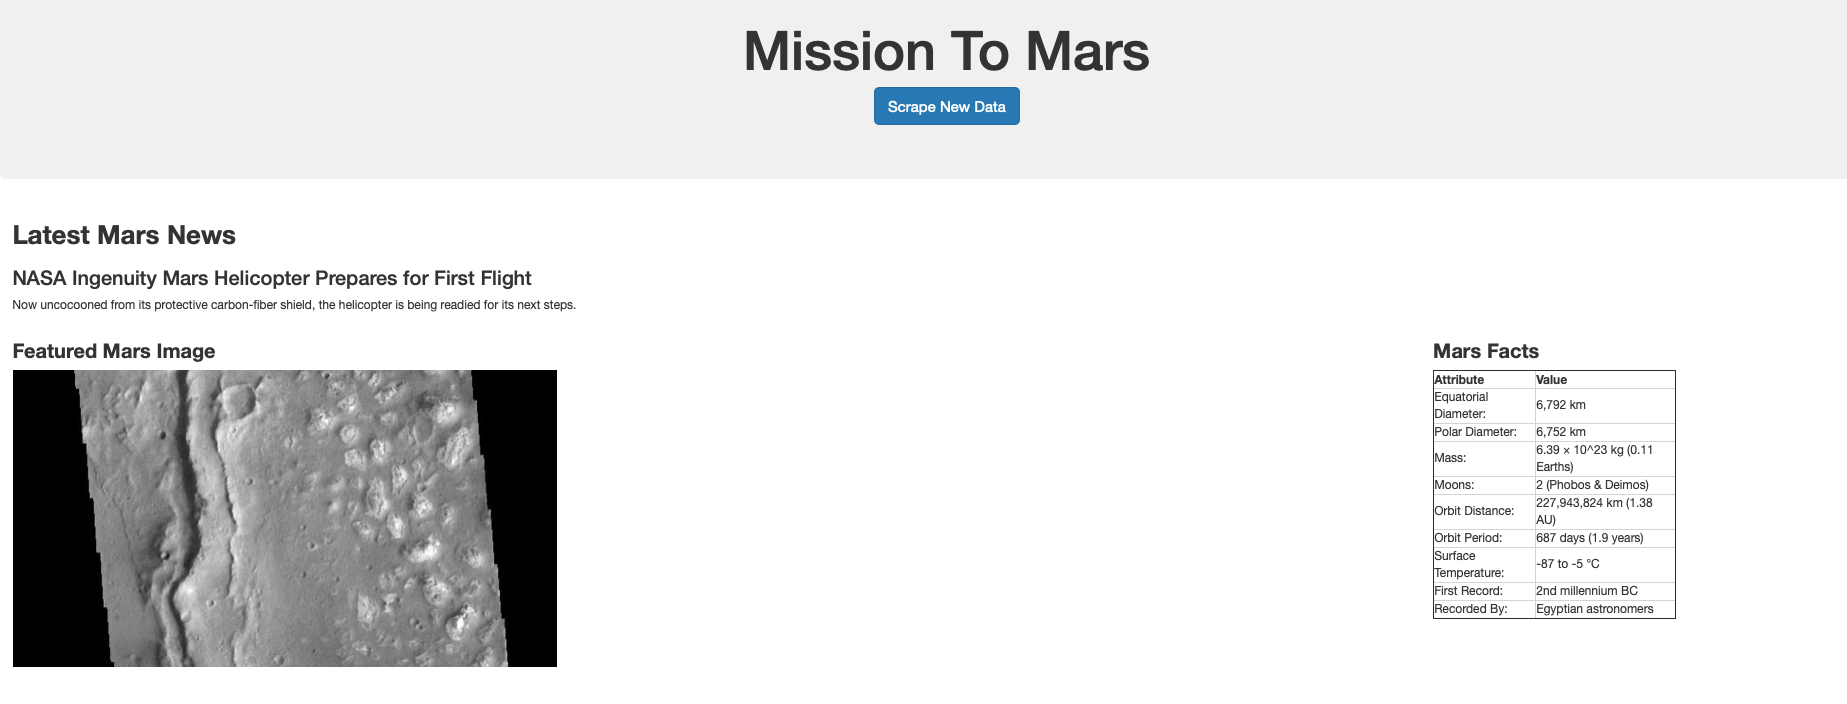 Mission To Mars
Scrape New Data
Latest Mars News
NASA Ingenuity Mars Helicopter Prepares for First Flight
Now uncocooned from its protective carbon-fiber shield, the helicopter is being readied for its next steps.
Featured Mars Image
Mars Facts
Attribute Value
Equatorial
Diameter: 6,792 km
Polar Diameter: 6,752 km
Mass: 6.39 × 10^23 kg (0.11
Earths)
Moons: 2 (Phobos & Deimos)
Orbit Distance: 227,943,824 km (1.38
AU)
Orbit Period: 687 days (1.9 years)
Surface
Temperature: -87 to -5 °C
First Record: 2nd millennium BC
Recorded By: Egyptian astronomers